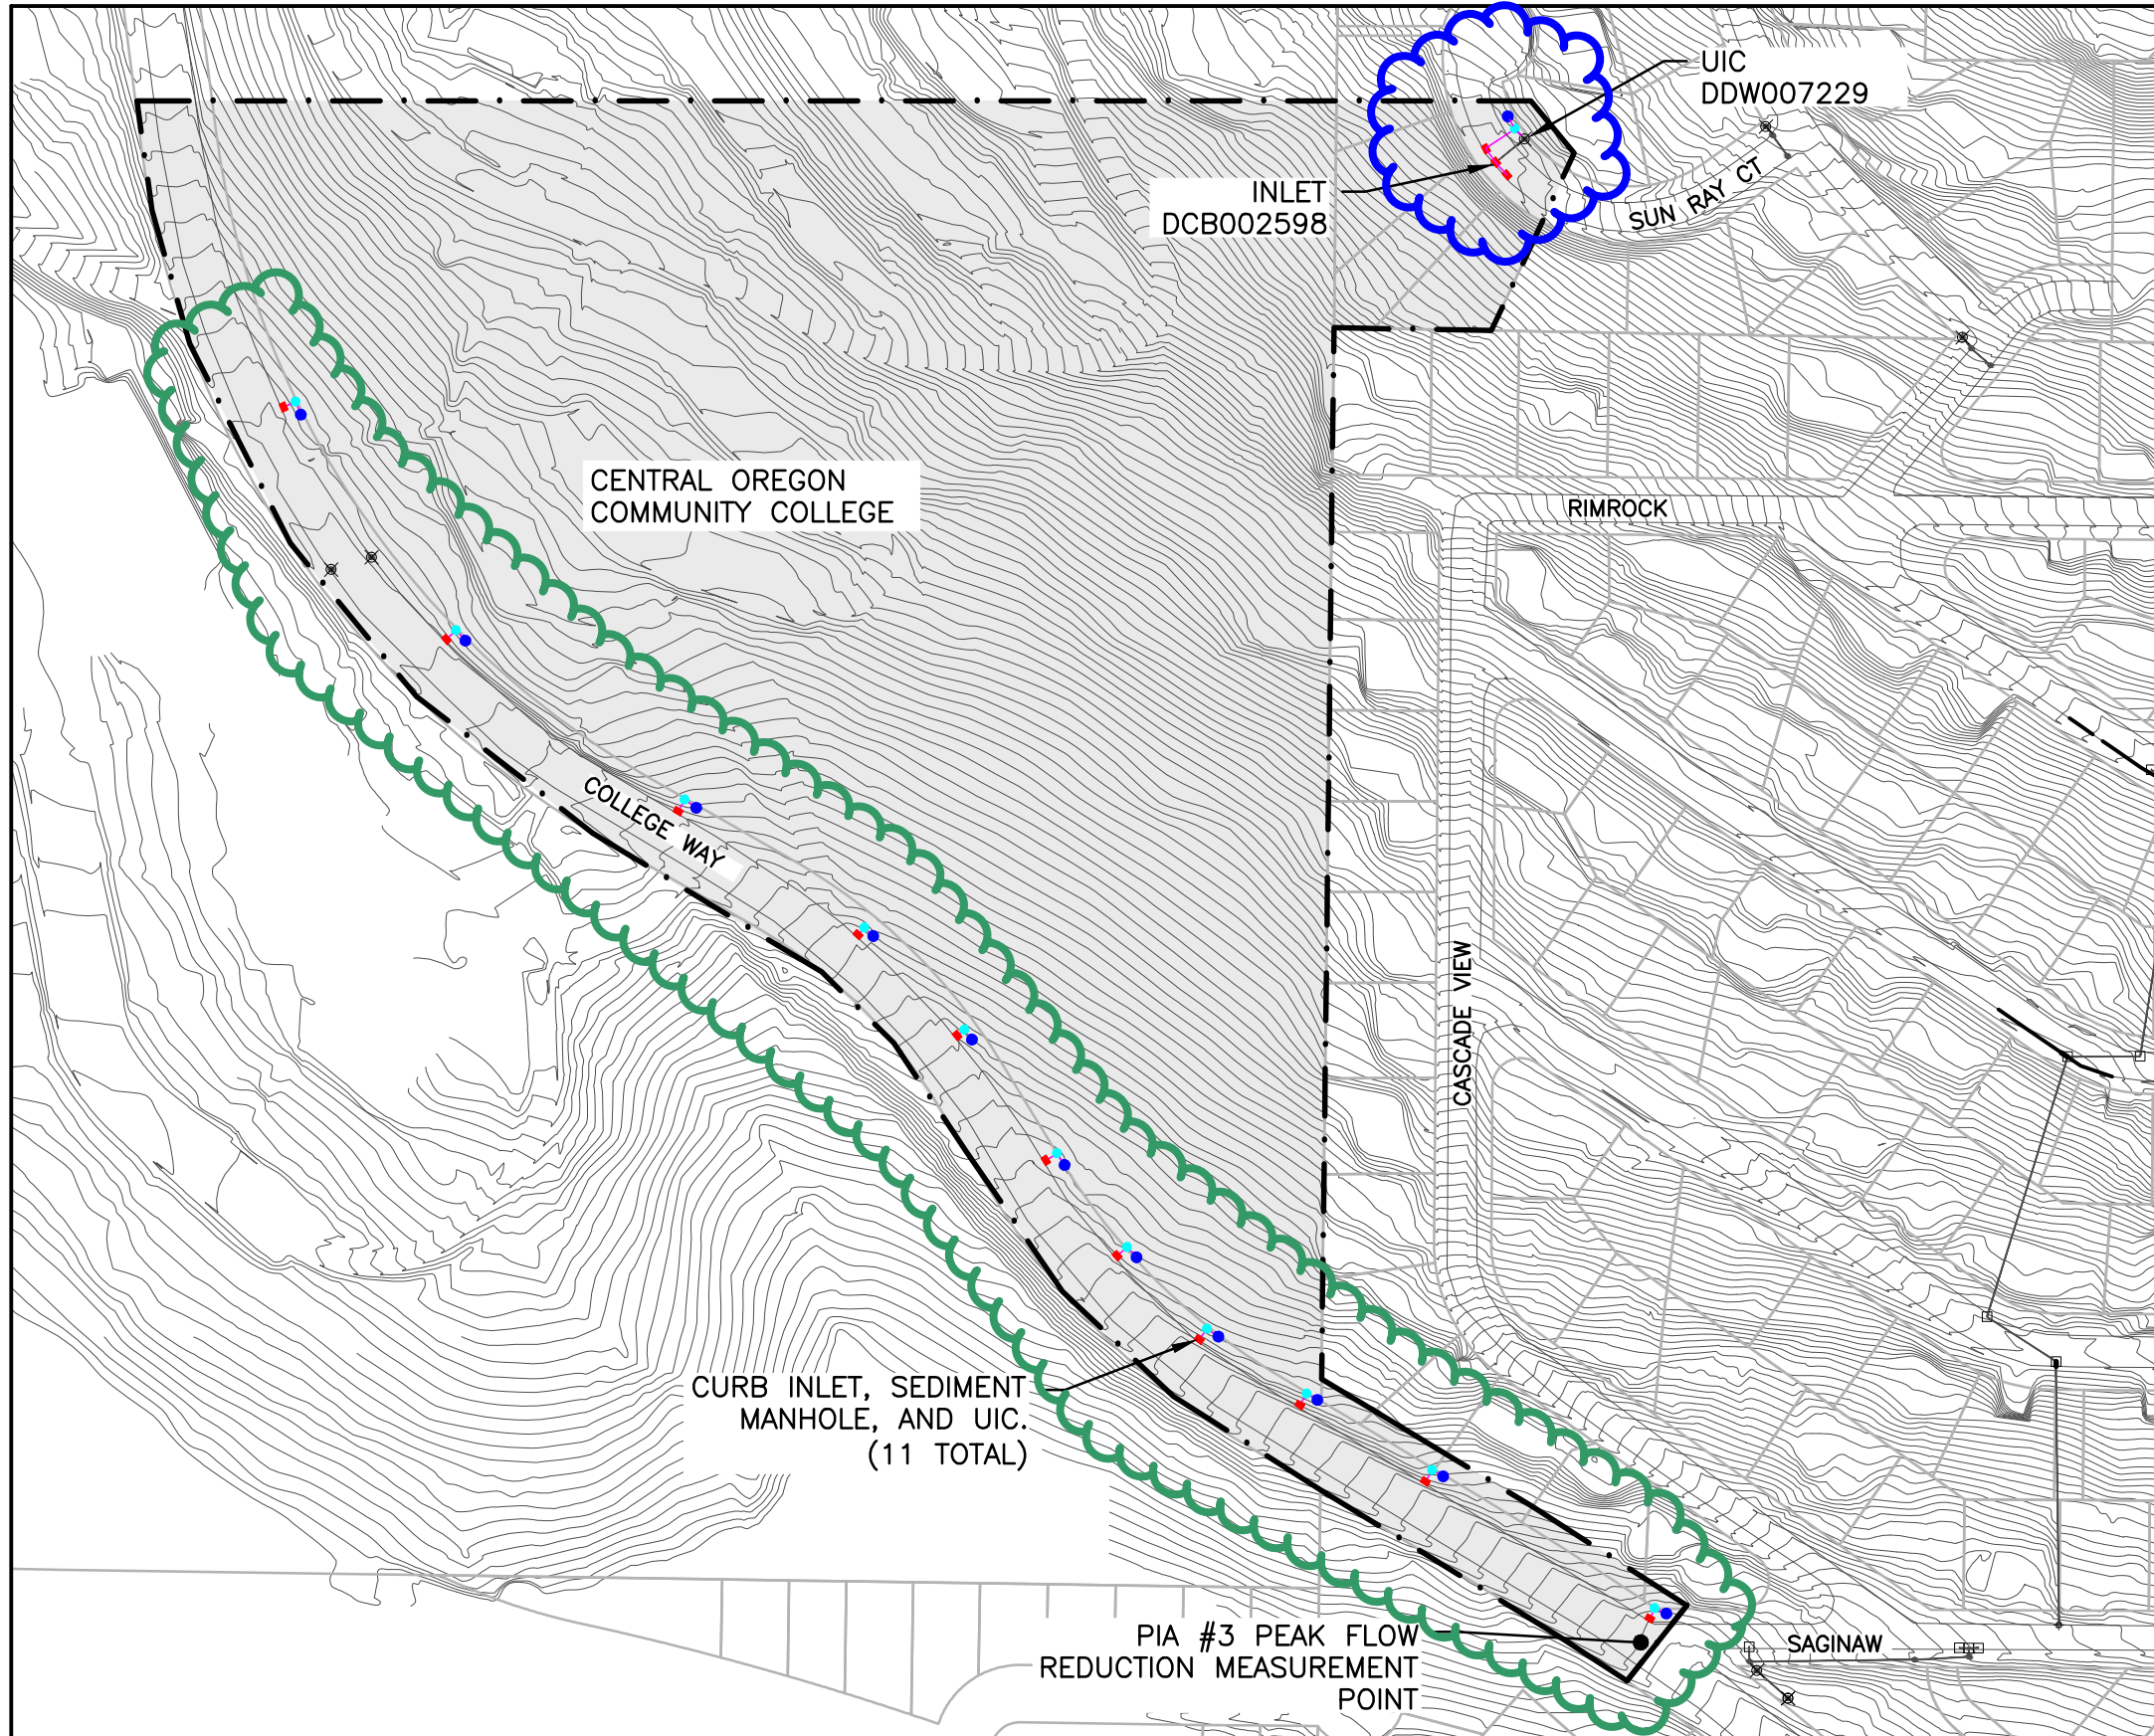 UIC
DDW007229
INLET
DCB002598
SUN RAY CT
CENTRAL OREGON
COMMUNITY COLLEGE
RIMROCK
COLLEGE WAY
CASCADE VIEW
CURB INLET, SEDIMENT
MANHOLE, AND UIC.
(11 TOTAL)
PIA #3 PEAK FLOW
REDUCTION MEASUREMENT
POINT
SAGINAW